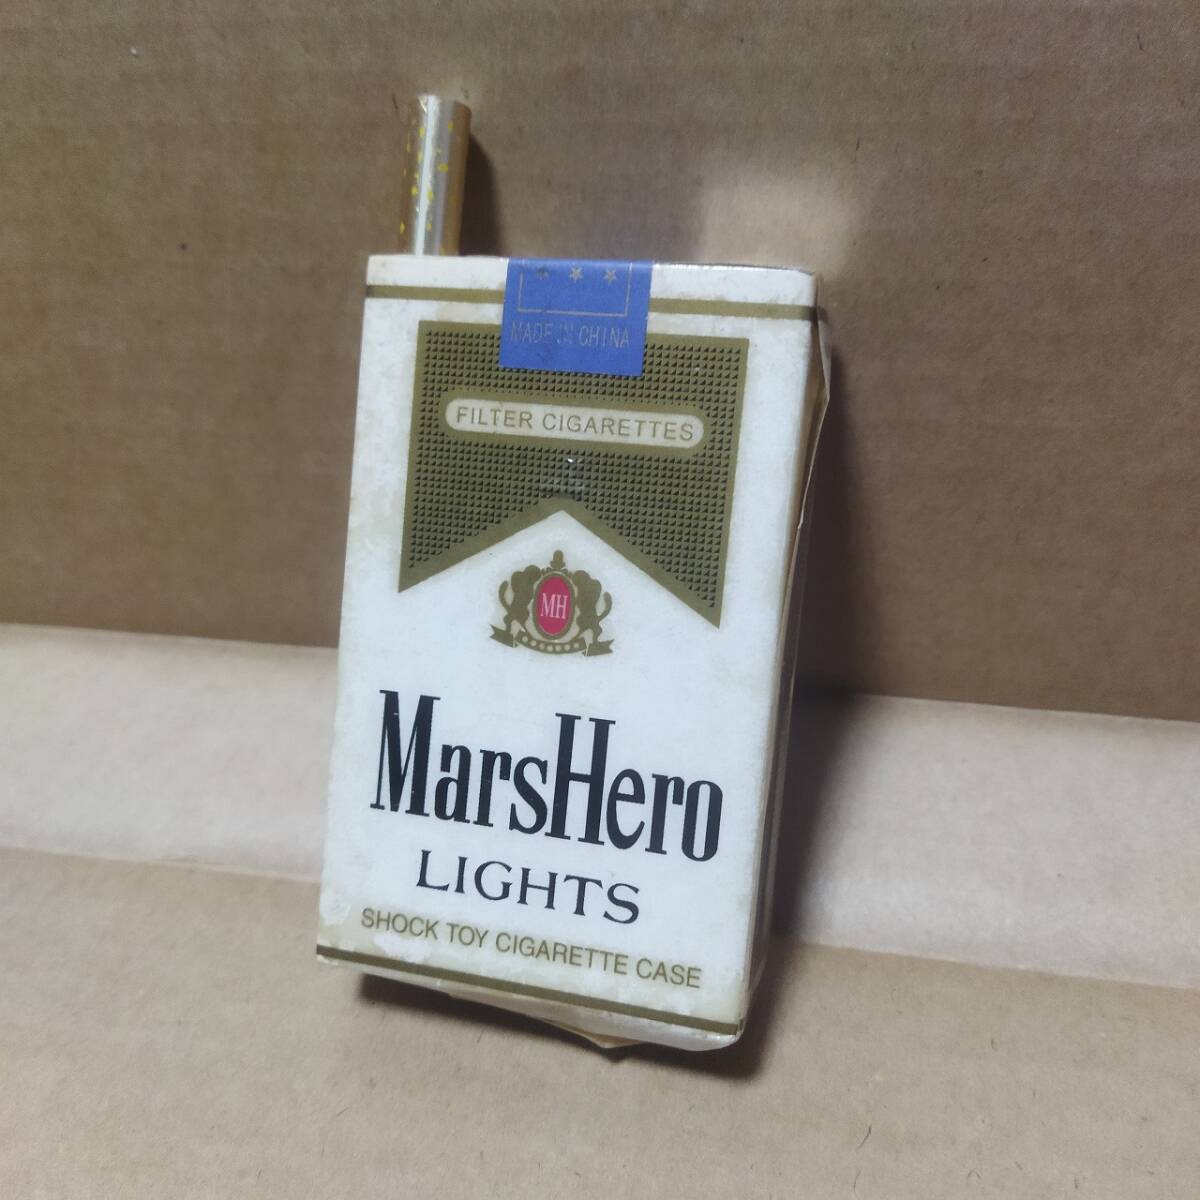 MADE IN CHINA
FILTER CIGARETTES
MH
MarsHero
LIGHTS
SHOCK TOY CIGARETTE CASE